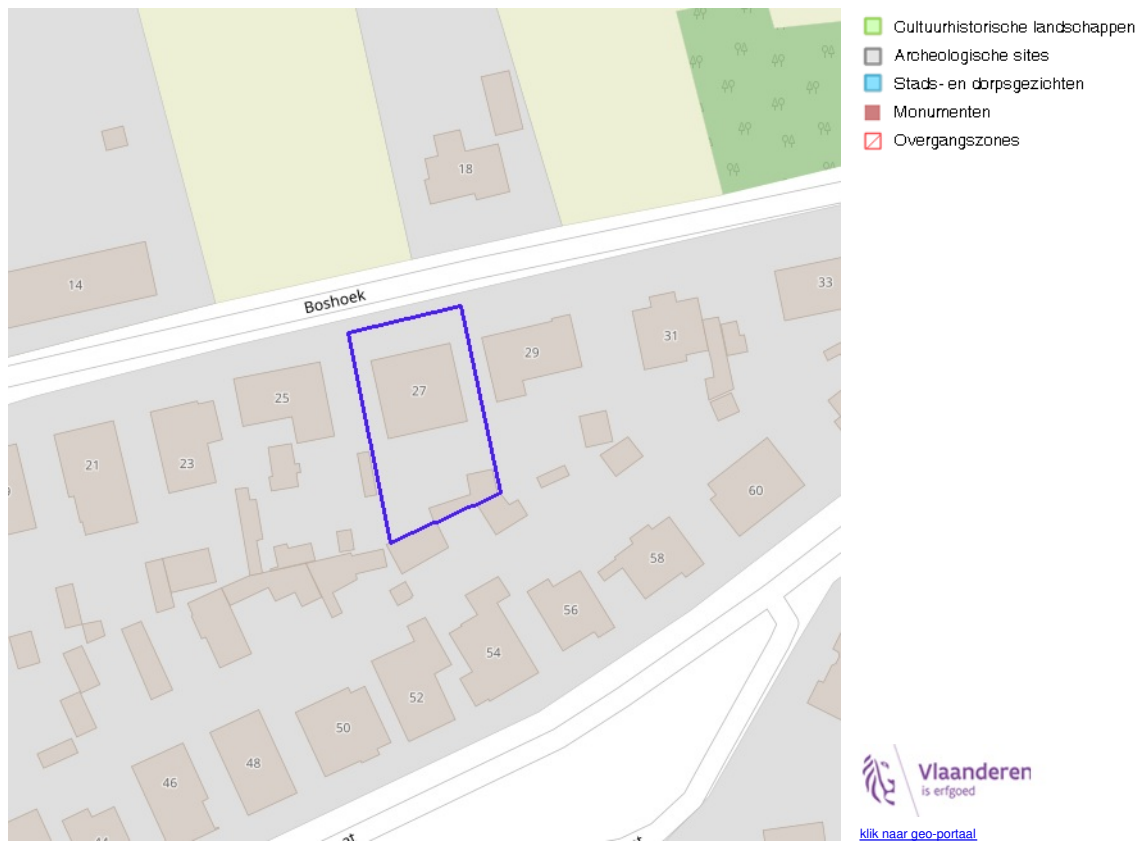 Cultuurhistorische landschappen
Archeologische sites
Stads- en dorpsgezichten
Monumenten
Overgangszones
18
14
Boshoek
33
31
29
27
25
23
21
60
58
56
54
52
50
48
46
Vlaanderen
is erfgoed
klik naar geo-portaal